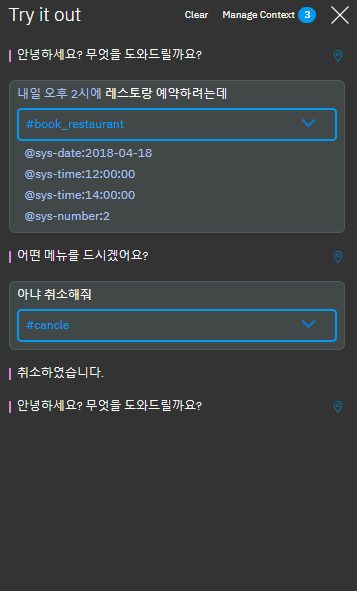 Try it out
Clear
Manage Context 3
안녕하세요? 무엇을 도와드릴까요?
내일 오후 2시에 레스토랑 예약하려는데
#book_restaurant
@sys-date:2018-04-18
@sys-time:12:00:00
@sys-time:14:00:00
@sys-number:2
어떤 메뉴를 드시겠어요?
아냐 취소해줘
#cancle
취소하였습니다.
안녕하세요? 무엇을 도와드릴까요?